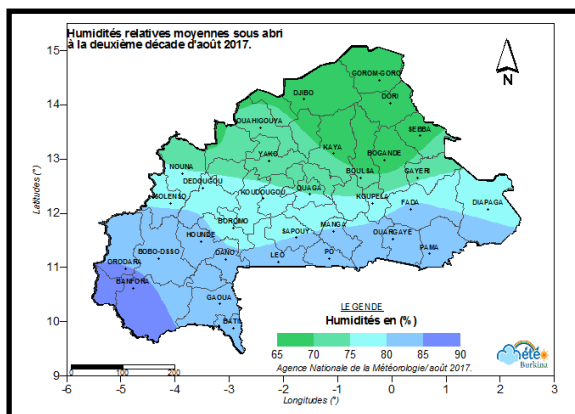 Humidités relatives moyennes sous abri
à la deuxième décade d'août 2017.
N
15
14
13
12
11
10
9
Latitudes (°)
GOROM-GORO
DJIBO
DORI
OUAHIGOUYA
SEBBA
KAYA
YAKO
BOGANDE
NOUNA
BOULSA
GAYERI
DEDOUGOU
KOUDOUGOU
OUAGA
KOUPELA
FADA
DIAPAGA
BOROMO
MANGA
HOUNDE
SAPOUY
OUARGAYE
BOBO-DSSO
DANO
LEO
PO
PAMA
ORODARA
BANFORA
GAOUA
BATI
LEGENDE
Humidités en (%)
65 70 75 80 85 90
Agence Nationale de la Météorologie/août 2017.
météo
Burkina
0 100 200
-6 -5 -4 -3 -2 -1 0 1 2 3
Longitudes (°)